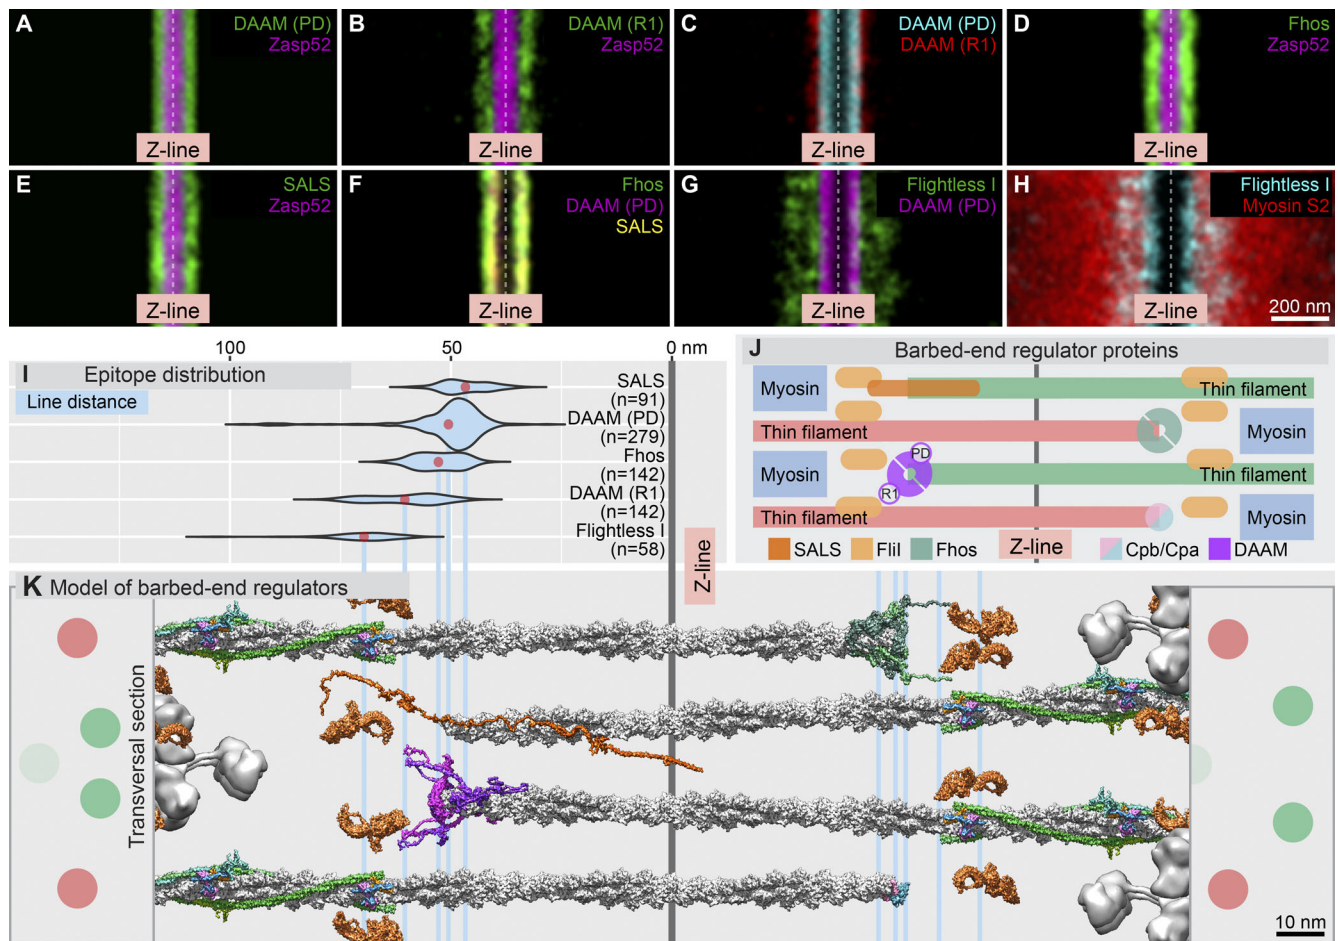 A
DAAM (PD)
Zasp52
Z-line
B
DAAM (R1)
Zasp52
Z-line
C
DAAM (PD)
DAAM (R1)
Z-line
D
Fhos
Zasp52
Z-line
E
SALS
Zasp52
Z-line
F
Fhos
DAAM (PD)
SALS
Z-line
G
Flightless I
DAAM (PD)
Z-line
H
Flightless I
Myosin S2
Z-line
200 nm
100 50 0 nm
I Epitope distribution
Line distance
SALS
(n=91)
DAAM (PD)
(n=279)
Fhos
(n=142)
DAAM (R1)
(n=142)
Flightless I
(n=58)
Z-line
J Barbed-end regulator proteins
Myosin Thin filament
Thin filament Myosin
Myosin PD R1 Thin filament
Thin filament Myosin
SALS FliI Fhos Z-line Cpb/Cpa DAAM
K Model of barbed-end regulators
Transversal section
10 nm